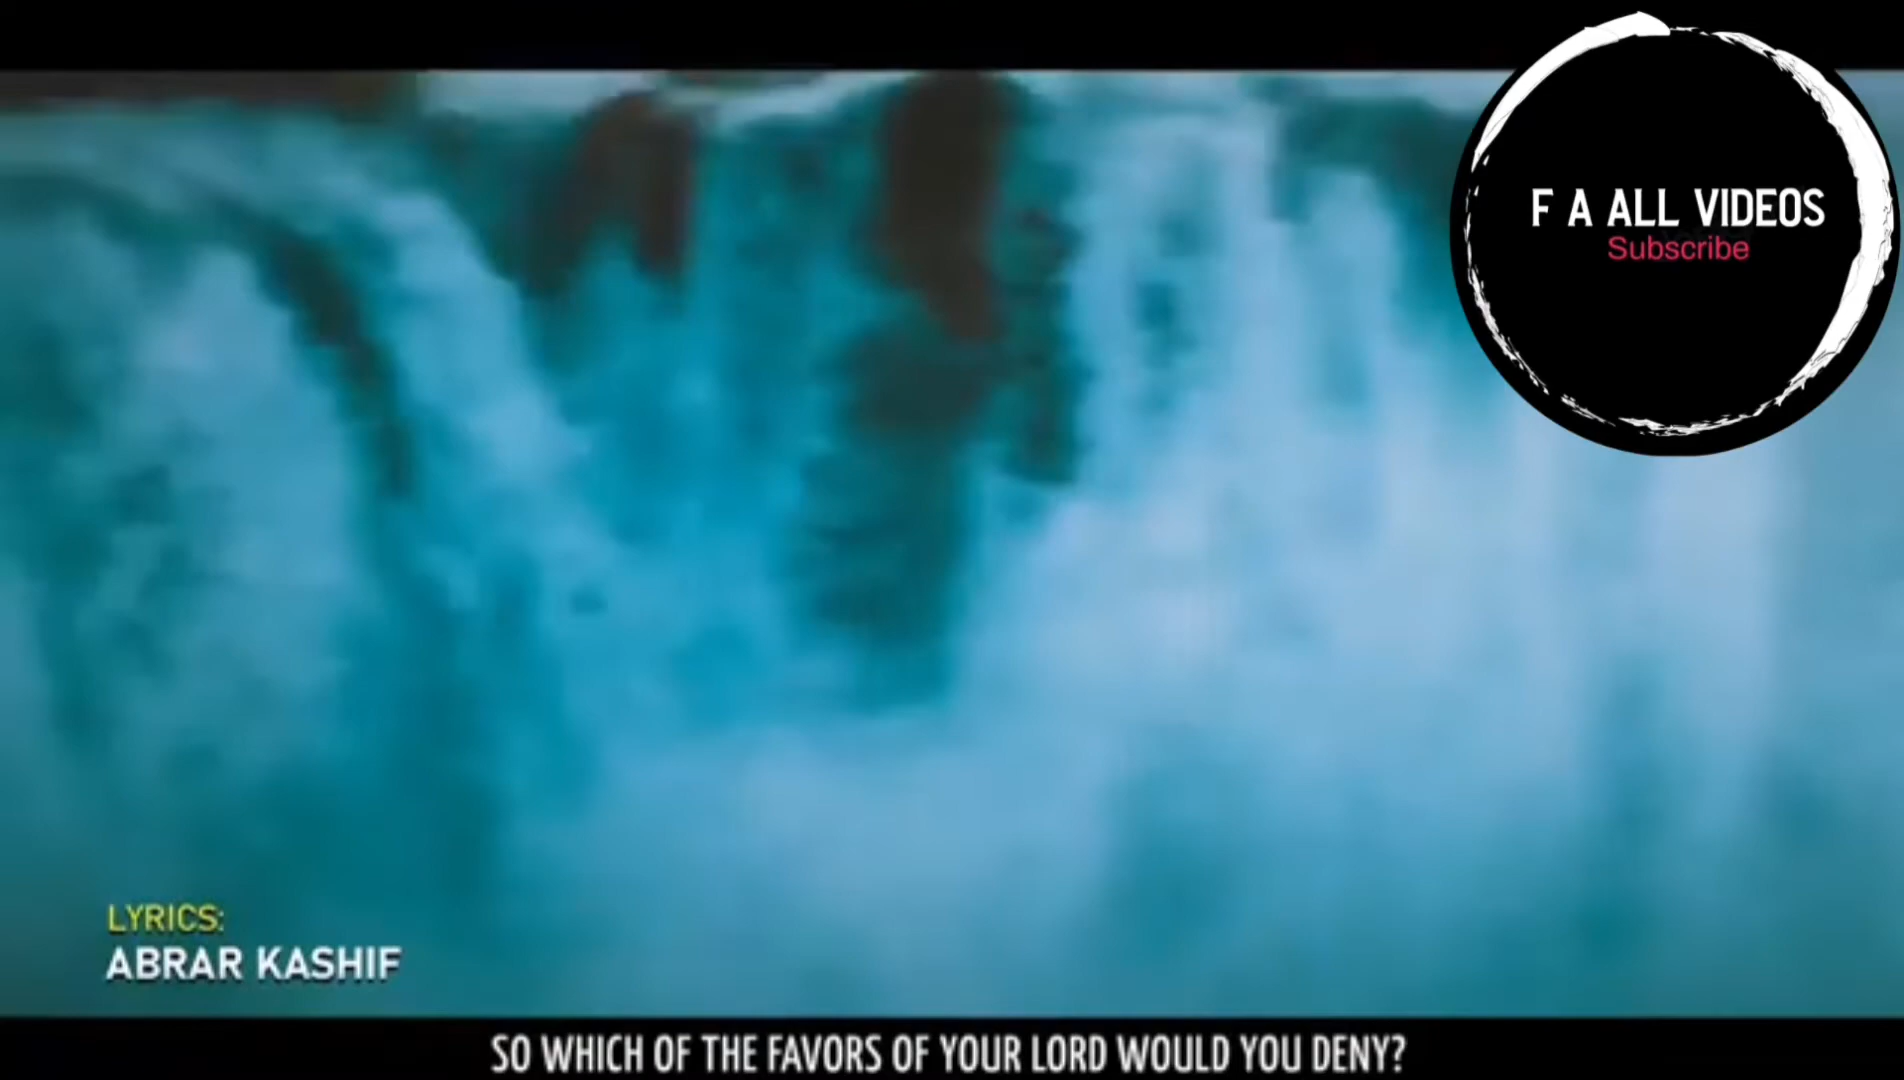 F A ALL VIDEOS
Subscribe
LYRICS:
ABRAR KASHIF
SO WHICH OF THE FAVORS OF YOUR LORD WOULD YOU DENY?